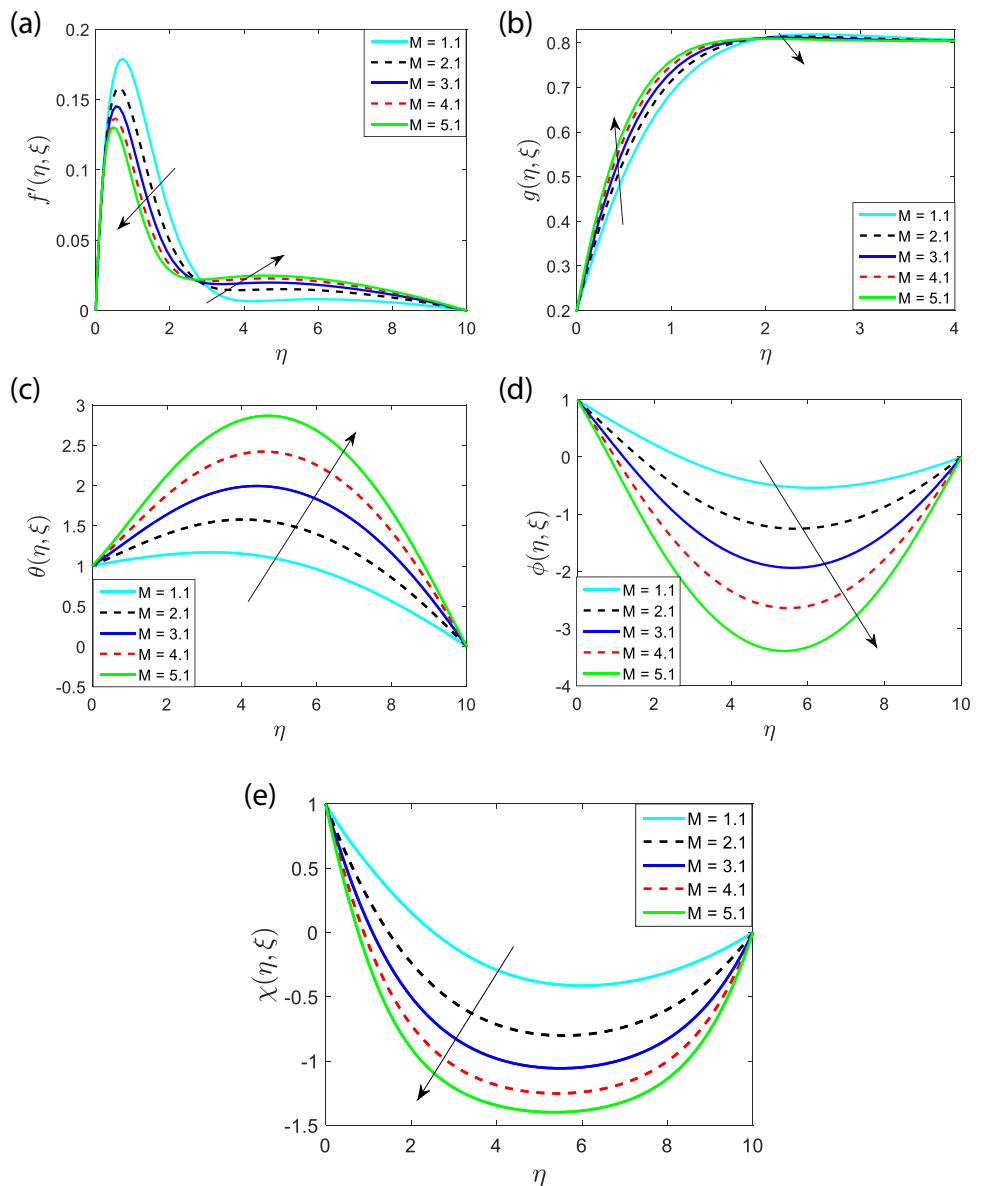 (a)
0.2
0.15
0.1
0.05
0
f′(η, ξ)
0 2 4 6 8 10
η
M = 1.1
M = 2.1
M = 3.1
M = 4.1
M = 5.1
(b)
0.8
0.7
0.6
0.5
0.4
0.3
0.2
g(η, ξ)
0 1 2 3 4
η
M = 1.1
M = 2.1
M = 3.1
M = 4.1
M = 5.1
(c)
3
2.5
2
1.5
1
0.5
0
-0.5
θ(η, ξ)
0 2 4 6 8 10
η
M = 1.1
M = 2.1
M = 3.1
M = 4.1
M = 5.1
(d)
1
0
-1
-2
-3
-4
ϕ(η, ξ)
0 2 4 6 8 10
η
M = 1.1
M = 2.1
M = 3.1
M = 4.1
M = 5.1
(e)
1
0.5
0
-0.5
-1
-1.5
χ(η, ξ)
0 2 4 6 8 10
η
M = 1.1
M = 2.1
M = 3.1
M = 4.1
M = 5.1